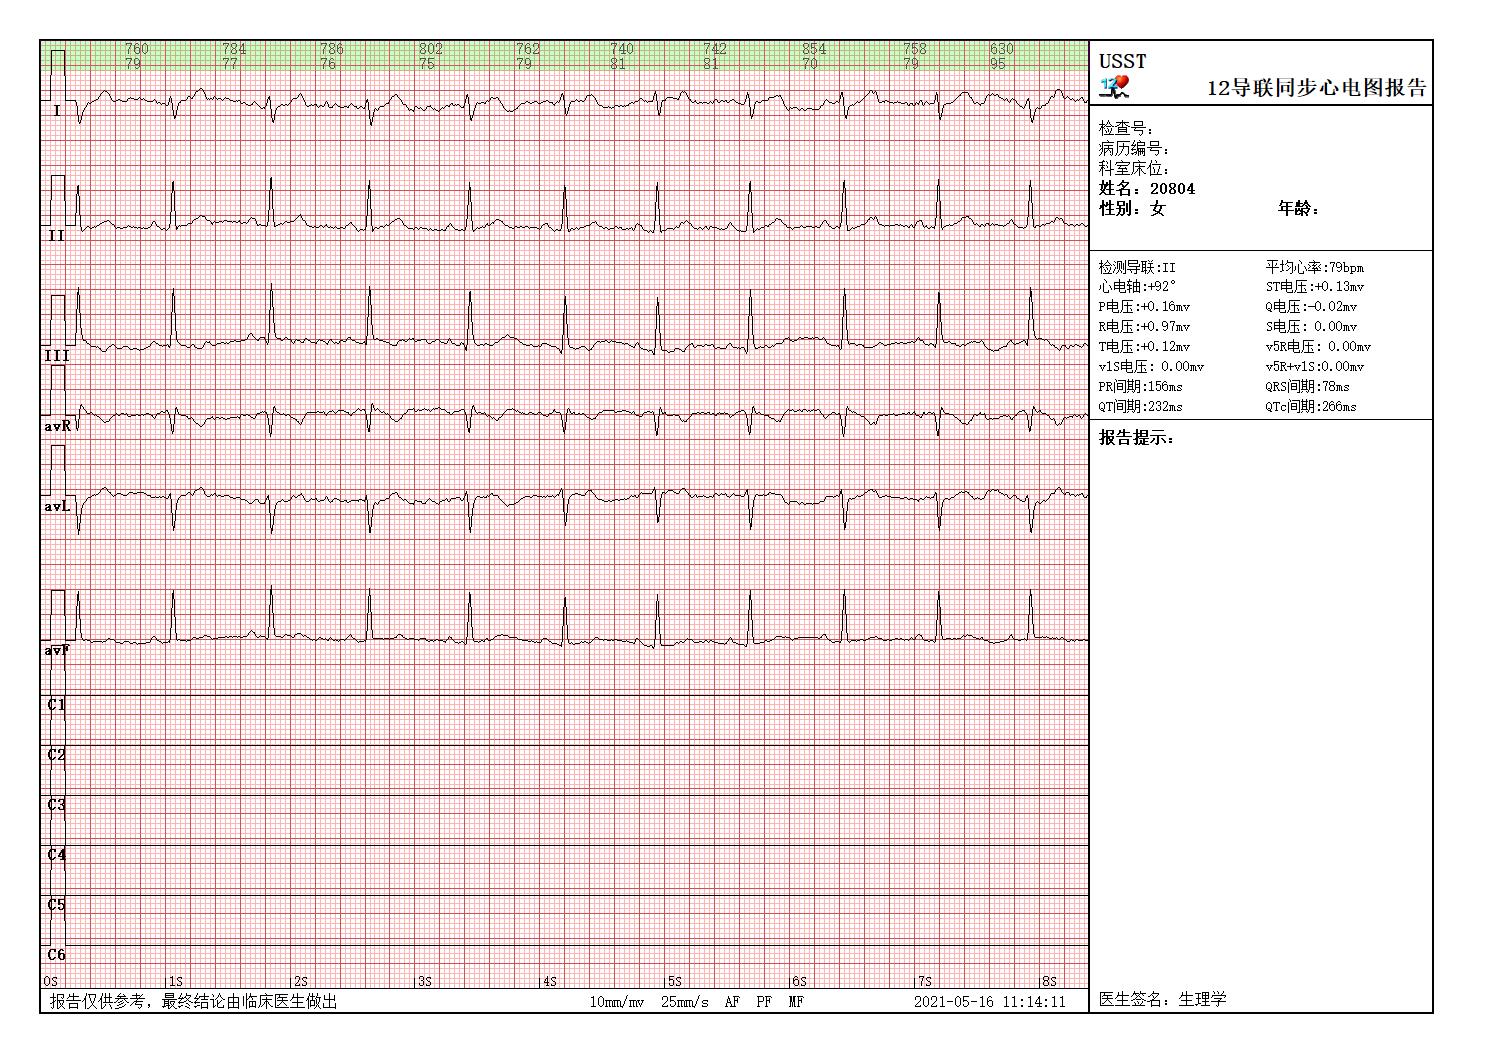 760 784 786 802 762 740 742 854 758 630
79 77 76 75 79 81 81 70 79 95
I
II
III
avR
avL
avF
C1
C2
C3
C4
C5
C6
0S 1S 2S 3S 4S 5S 6S 7S 8S
报告仅供参考，最终结论由临床医生做出 10mm/mv 25mm/s AF PF MF 2021-05-16 11:14:11
USST
12
12导联同步心电图报告
检查号：
病历编号：
科室床位：
姓名：20804
性别：女 年龄：
检测导联:II 平均心率:79bpm
心电轴:+92° ST电压:+0.13mv
P电压:+0.16mv Q电压:-0.02mv
R电压:+0.97mv S电压: 0.00mv
T电压:+0.12mv v5R电压: 0.00mv
v1S电压: 0.00mv v5R+v1S:0.00mv
PR间期:156ms QRS间期:78ms
QT间期:232ms QTc间期:266ms
报告提示：
医生签名：生理学